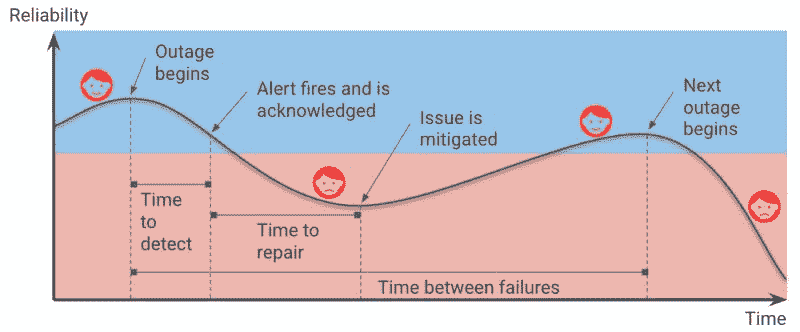 Reliability
Outage
begins
Alert fires and is
acknowledged
Issue is
mitigated
Next
outage
begins
Time
to
detect
Time to
repair
Time between failures
Time